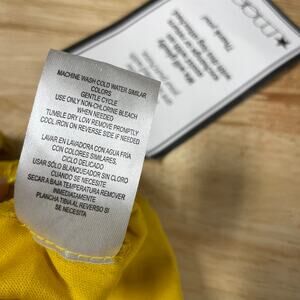 MACHINE WASH COLD WATER SIMILAR
COLORS
GENTLE CYCLE
USE ONLY NON-CHLORINE BLEACH
WHEN NEEDED
TUMBLE DRY LOW REMOVE PROMPTLY
COOL IRON ON REVERSE SIDE IF NEEDED
LAVAR EN LAVADORA CON AGUA FRIA
CON COLORES SIMILARES,
CICLO DELICADO
USAR SÓLO BLANQUEADOR SIN CLORO
CUANDO SE NECESITE
SECAR A BAJA TEMPERATURA REMOVER
INMEDIATAMENTE
PLANCHA TIBIA AL REVERSO SI
SE NECESITA
Thank you!